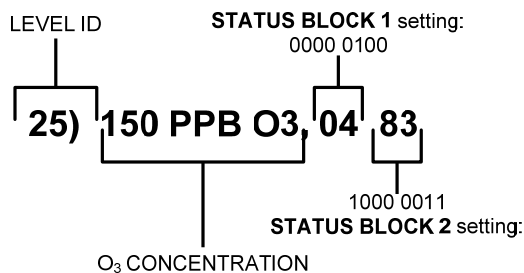 LEVEL ID
STATUS BLOCK 1 setting:
0000 0100
25) 150 PPB O3, 04 83
1000 0011
STATUS BLOCK 2 setting:
O₃ CONCENTRATION